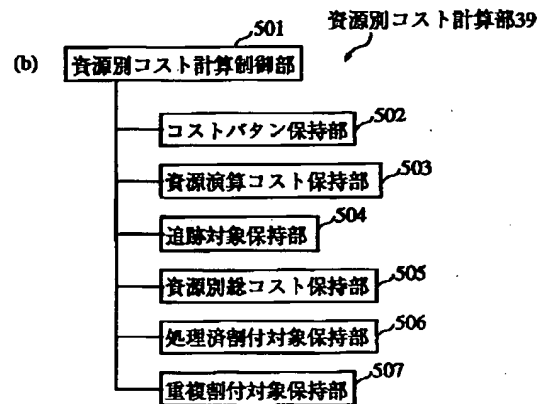 資源別コスト計算部39
(b)
501
資源別コスト計算制御部
502
コストパタン保持部
503
資源演算コスト保持部
504
追跡対象保持部
505
資源別総コスト保持部
506
処理済割付対象保持部
507
重複割付対象保持部